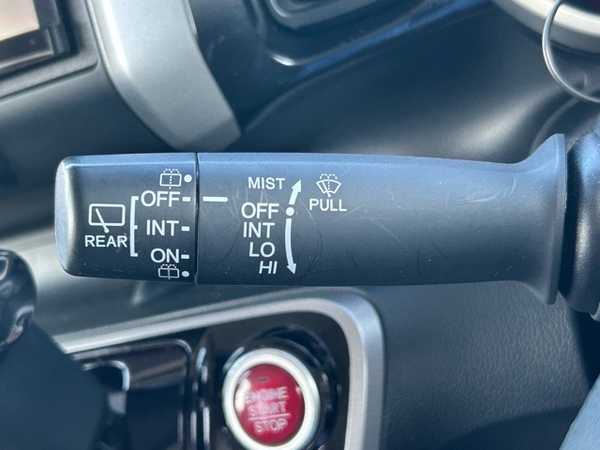 OFF
INT
ON
REAR
MIST
OFF
INT
LO
HI
PULL
ENGINE
START
STOP